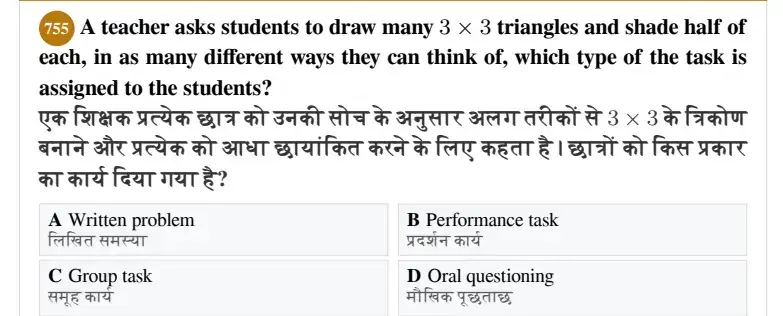 755 A teacher asks students to draw many 3 × 3 triangles and shade half of
each, in as many different ways they can think of, which type of the task is
assigned to the students?
एक शिक्षक प्रत्येक छात्र को उनकी सोच के अनुसार अलग तरीकों से 3 × 3 के त्रिकोण
बनाने और प्रत्येक को आधा छायांकित करने के लिए कहता है। छात्रों को किस प्रकार
का कार्य दिया गया है?
A Written problem
लिखित समस्या
B Performance task
प्रदर्शन कार्य
C Group task
समूह कार्य
D Oral questioning
मौखिक पूछताछ